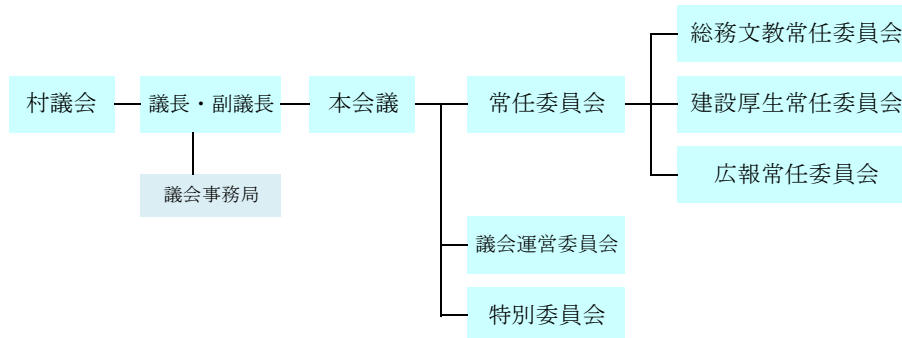 村議会
議長・副議長
本会議
常任委員会
総務文教常任委員会
建設厚生常任委員会
広報常任委員会
議会事務局
議会運営委員会
特別委員会